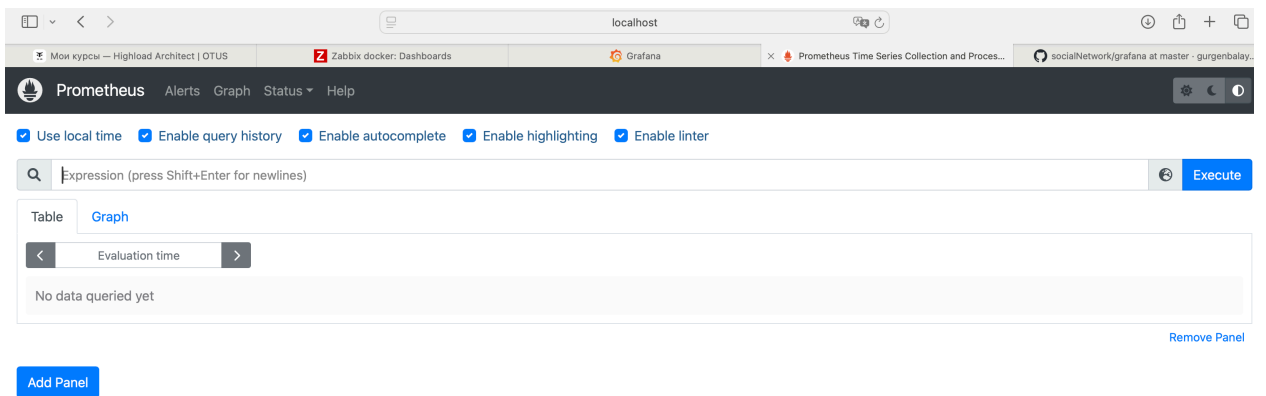 localhost
Мои курсы — Highload Architect | OTUS
Zabbix docker: Dashboards
Grafana
Prometheus Time Series Collection and Proces...
socialNetwork/grafana at master · gurgenbalay...
Prometheus Alerts Graph Status Help
Use local time Enable query history Enable autocomplete Enable highlighting Enable linter
Expression (press Shift+Enter for newlines) Execute
Table Graph
Evaluation time
No data queried yet
Remove Panel
Add Panel